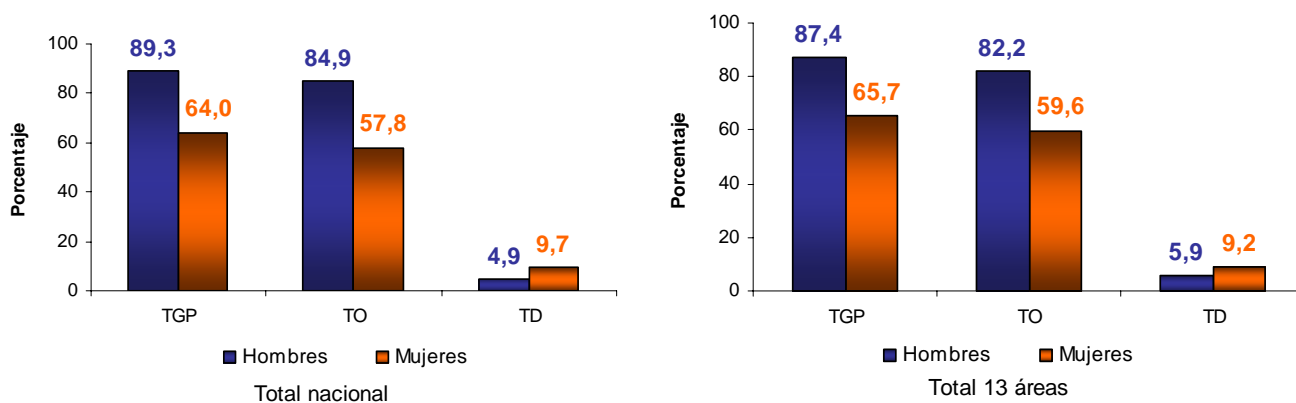 Porcentaje
100
80
60
40
20
0
89,3
64,0
84,9
57,8
4,9
9,7
TGP
TO
TD
Hombres
Mujeres
Total nacional
Porcentaje
100
80
60
40
20
0
87,4
65,7
82,2
59,6
5,9
9,2
TGP
TO
TD
Hombres
Mujeres
Total 13 áreas